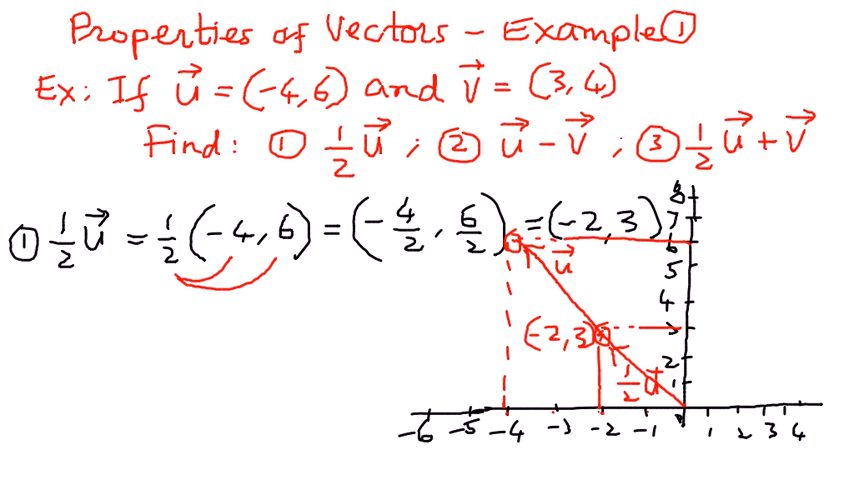 Properties of Vectors - Example ①
Ex: If u⃗ = (-4,6) and v⃗ = (3,4)
Find: ① 1/2 u⃗ ; ② u⃗ - v⃗ ; ③ 1/2 u⃗ + v⃗
① 1/2 u⃗ = 1/2 (-4, 6) = (-4/2, 6/2) = (-2, 3)
8
7
6
u⃗
5
4
(-2, 3)
3
2
1/2 u⃗
1
-6 -5 -4 -3 -2 -1 1 2 3 4